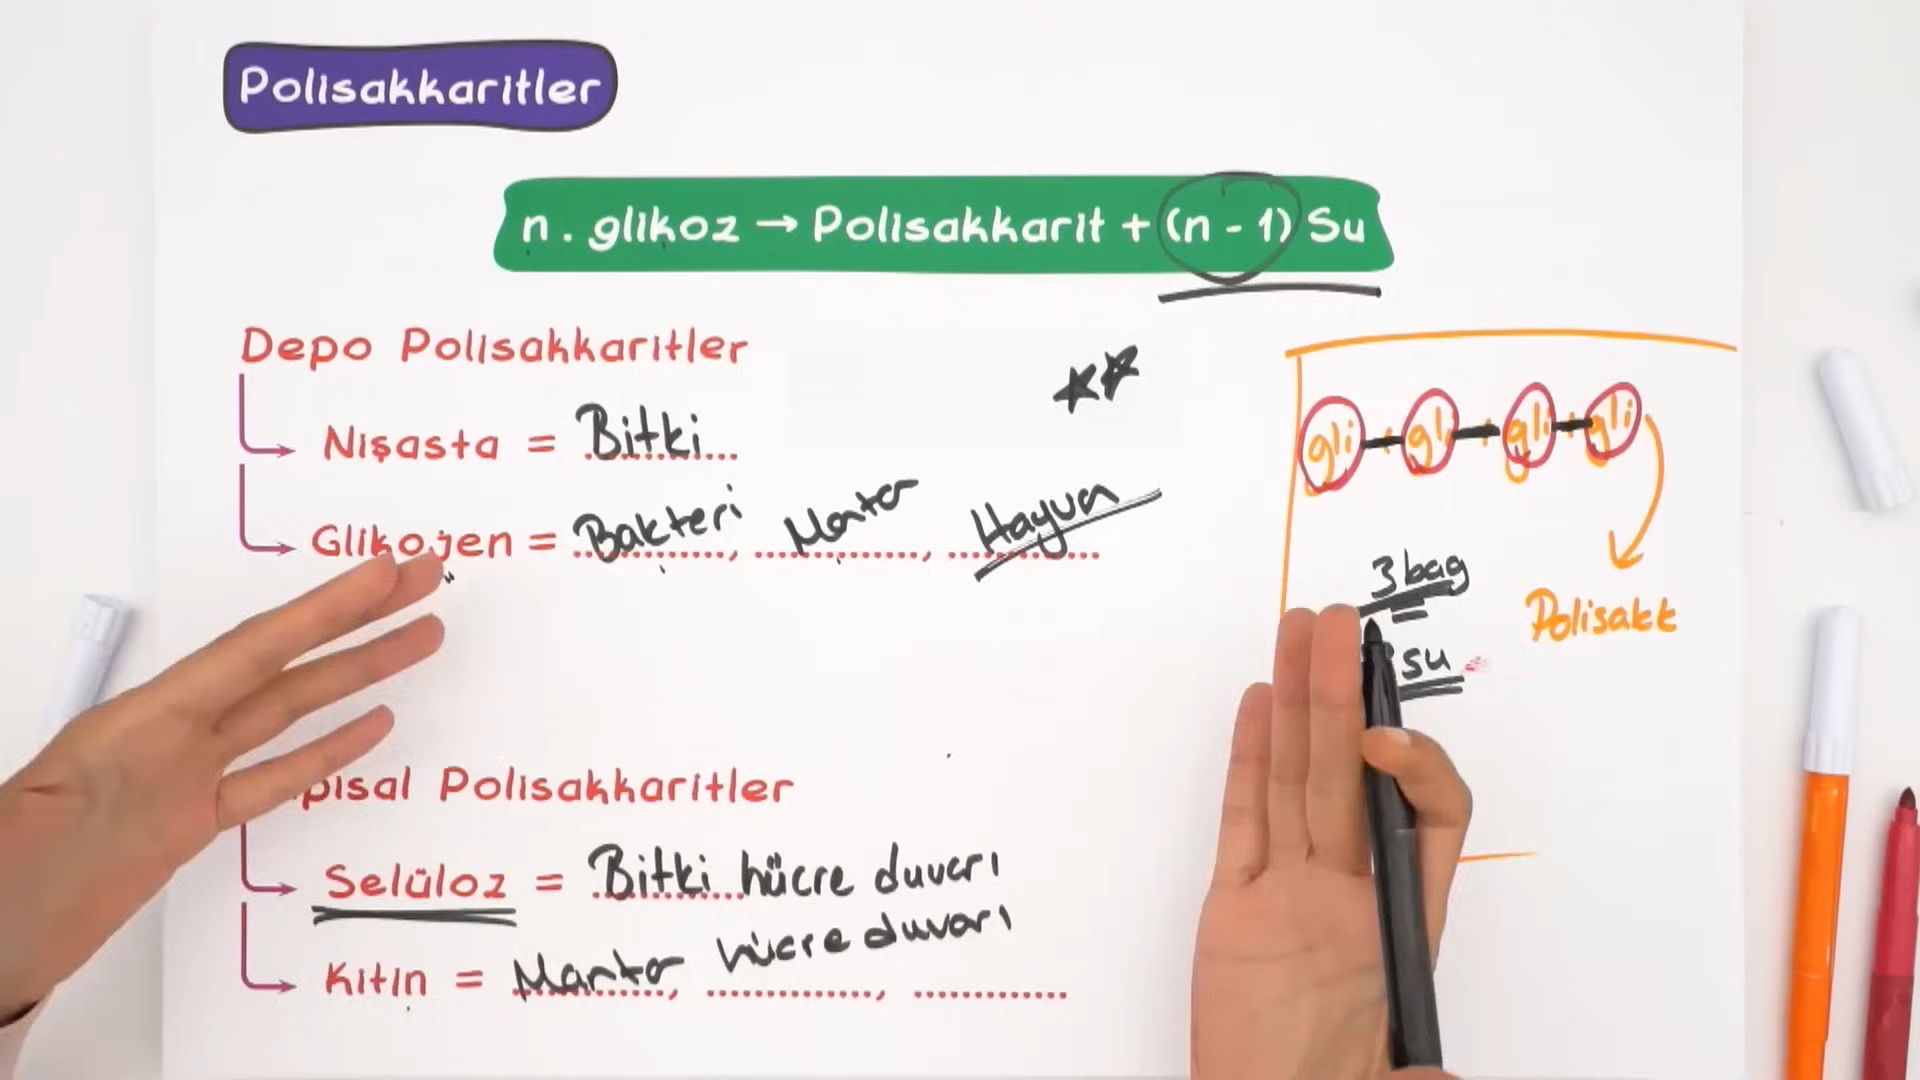 Polisakkaritler
n . glikoz → Polisakkarit + (n - 1) Su
Depo Polisakkaritler
Nişasta = Bitki
Glikojen = Bakteri, Mantar, Hayvan
gli + gli + gli + gli
3 bag
su
Polisakk
pısal Polisakkaritler
Selüloz = Bitki hücre duvarı
Kitin = Mantar, hücre duvarı